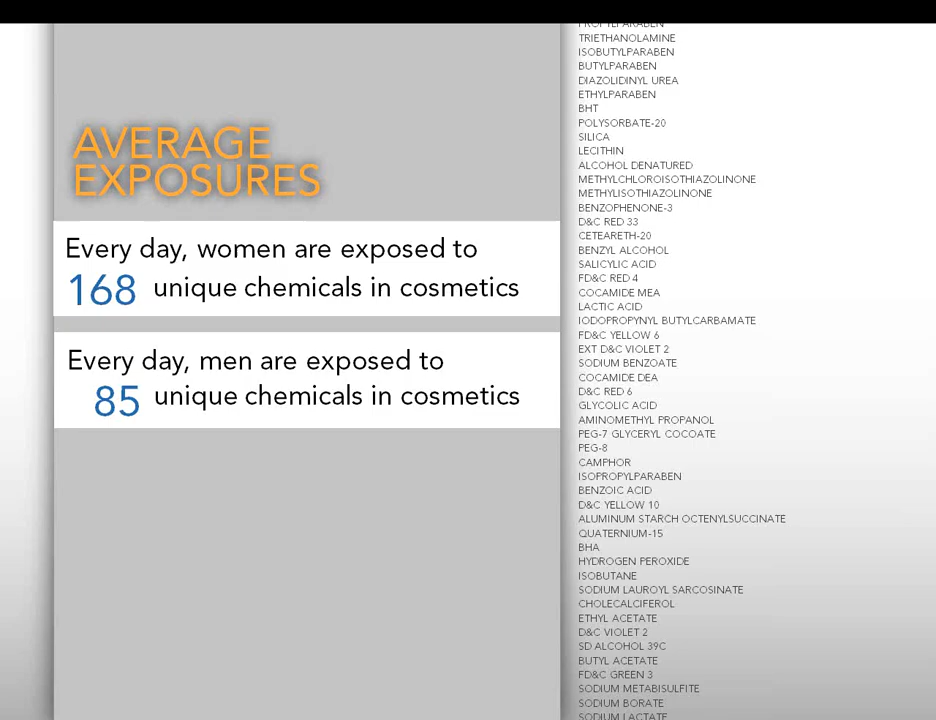 AVERAGE
EXPOSURES
Every day, women are exposed to
168 unique chemicals in cosmetics
Every day, men are exposed to
85 unique chemicals in cosmetics
PROPYLPARABEN
TRIETHANOLAMINE
ISOBUTYLPARABEN
BUTYLPARABEN
DIAZOLIDINYL UREA
ETHYLPARABEN
BHT
POLYSORBATE-20
SILICA
LECITHIN
ALCOHOL DENATURED
METHYLCHLOROISOTHIAZOLINONE
METHYLISOTHIAZOLINONE
BENZOPHENONE-3
D&C RED 33
CETEARETH-20
BENZYL ALCOHOL
SALICYLIC ACID
FD&C RED 4
COCAMIDE MEA
LACTIC ACID
IODOPROPYNYL BUTYLCARBAMATE
FD&C YELLOW 6
EXT D&C VIOLET 2
SODIUM BENZOATE
COCAMIDE DEA
D&C RED 6
GLYCOLIC ACID
AMINOMETHYL PROPANOL
PEG-7 GLYCERYL COCOATE
PEG-8
CAMPHOR
ISOPROPYLPARABEN
BENZOIC ACID
D&C YELLOW 10
ALUMINUM STARCH OCTENYLSUCCINATE
QUATERNIUM-15
BHA
HYDROGEN PEROXIDE
ISOBUTANE
SODIUM LAUROYL SARCOSINATE
CHOLECALCIFEROL
ETHYL ACETATE
D&C VIOLET 2
SD ALCOHOL 39C
BUTYL ACETATE
FD&C GREEN 3
SODIUM METABISULFITE
SODIUM BORATE
SODIUM LACTATE